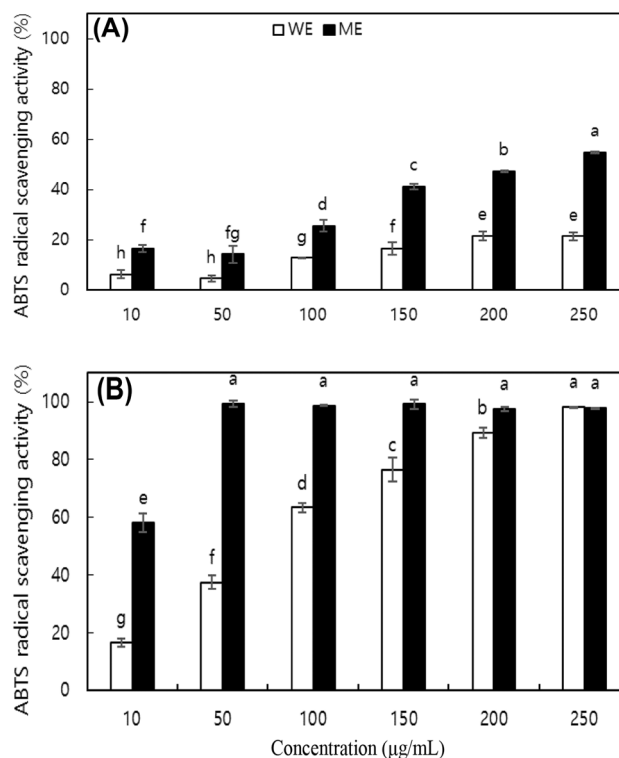 (A)
WE ME
ABTS radical scavenging activity (%)
100
80
60
40
20
0
h f h fg g d f c e b e a
10 50 100 150 200 250
(B)
ABTS radical scavenging activity (%)
100
80
60
40
20
0
g e f a d a c a b a a a
10 50 100 150 200 250
Concentration (μg/mL)